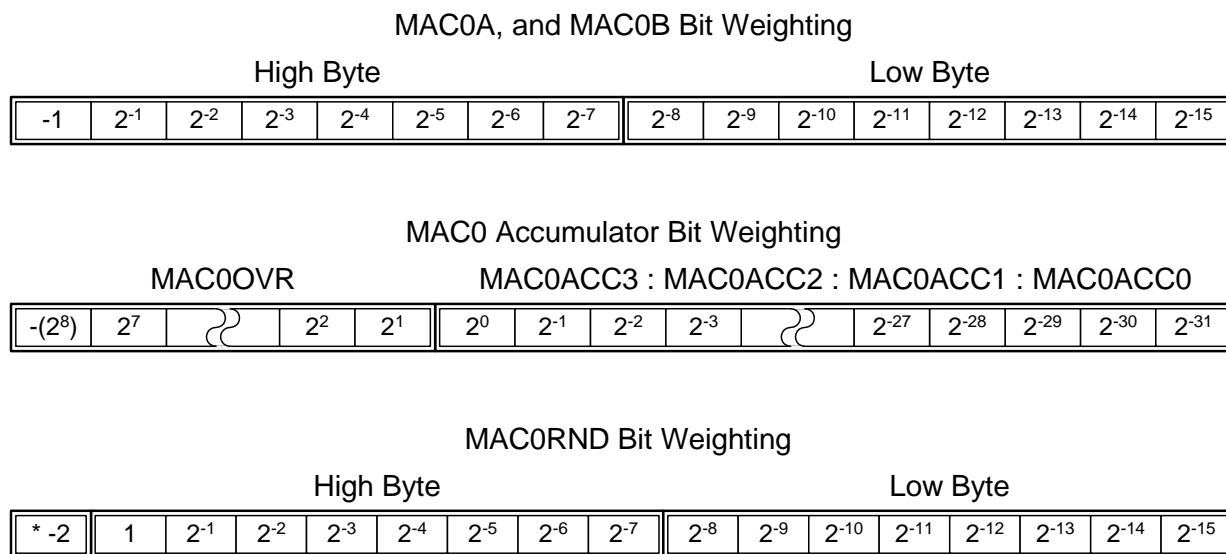 MAC0A, and MAC0B Bit Weighting
High Byte Low Byte
-1 2⁻¹ 2⁻² 2⁻³ 2⁻⁴ 2⁻⁵ 2⁻⁶ 2⁻⁷ 2⁻⁸ 2⁻⁹ 2⁻¹⁰ 2⁻¹¹ 2⁻¹² 2⁻¹³ 2⁻¹⁴ 2⁻¹⁵
MAC0 Accumulator Bit Weighting
MAC0OVR MAC0ACC3 : MAC0ACC2 : MAC0ACC1 : MAC0ACC0
-(2⁸) 2⁷ 2² 2¹ 2⁰ 2⁻¹ 2⁻² 2⁻³ 2⁻²⁷ 2⁻²⁸ 2⁻²⁹ 2⁻³⁰ 2⁻³¹
MAC0RND Bit Weighting
High Byte Low Byte
* -2 1 2⁻¹ 2⁻² 2⁻³ 2⁻⁴ 2⁻⁵ 2⁻⁶ 2⁻⁷ 2⁻⁸ 2⁻⁹ 2⁻¹⁰ 2⁻¹¹ 2⁻¹² 2⁻¹³ 2⁻¹⁴ 2⁻¹⁵